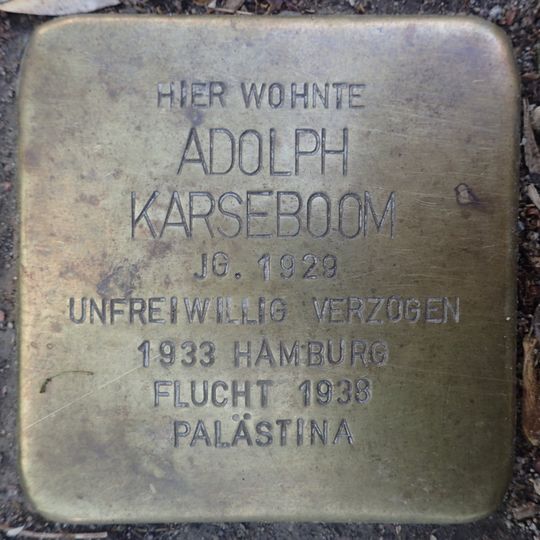 HIER WOHNTE
ADOLPH
KARSEBOOM
JG. 1929
UNFREIWILLIG VERZOGEN
1933 HAMBURG
FLUCHT 1938
PALÄSTINA